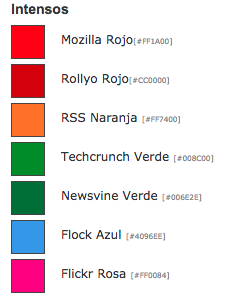 Intensos
Mozilla Rojo[#FF1A00]
Rollyo Rojo[#CC0000]
RSS Naranja [#FF7400]
Techcrunch Verde [#008C00]
Newsvine Verde [#006E2E]
Flock Azul [#4096EE]
Flickr Rosa [#FF0084]